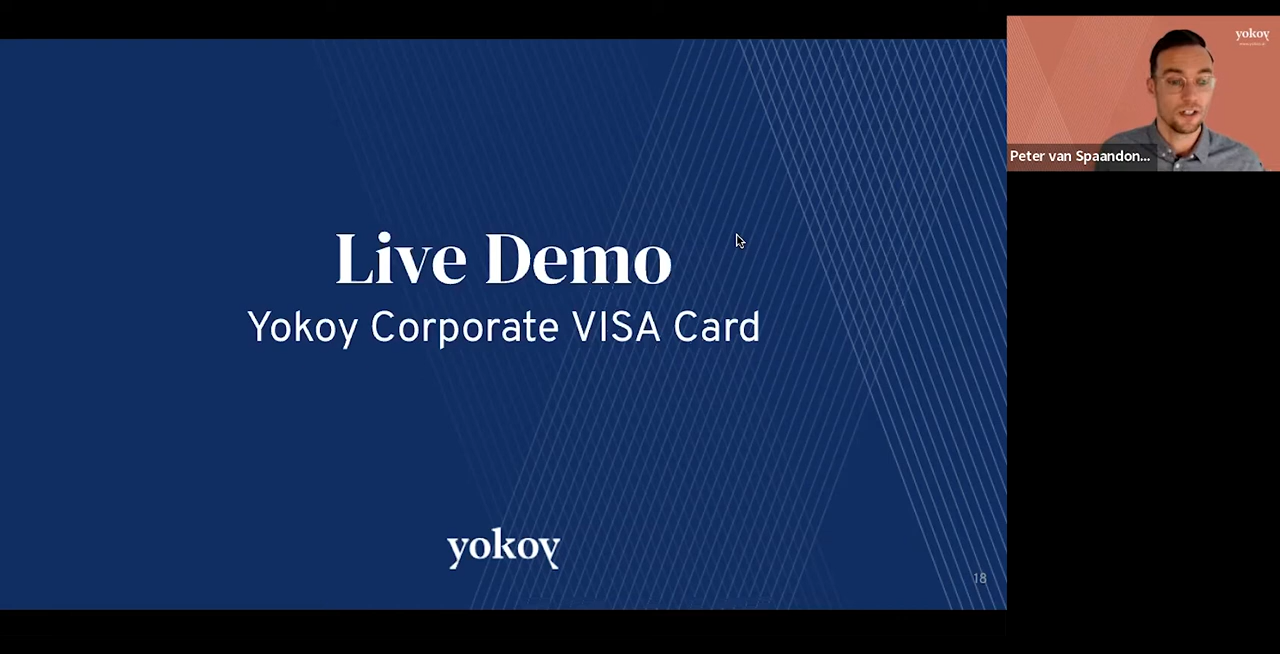 Live Demo
Yokoy Corporate VISA Card
yokoy
18
yokoy
Peter van Spaandon...